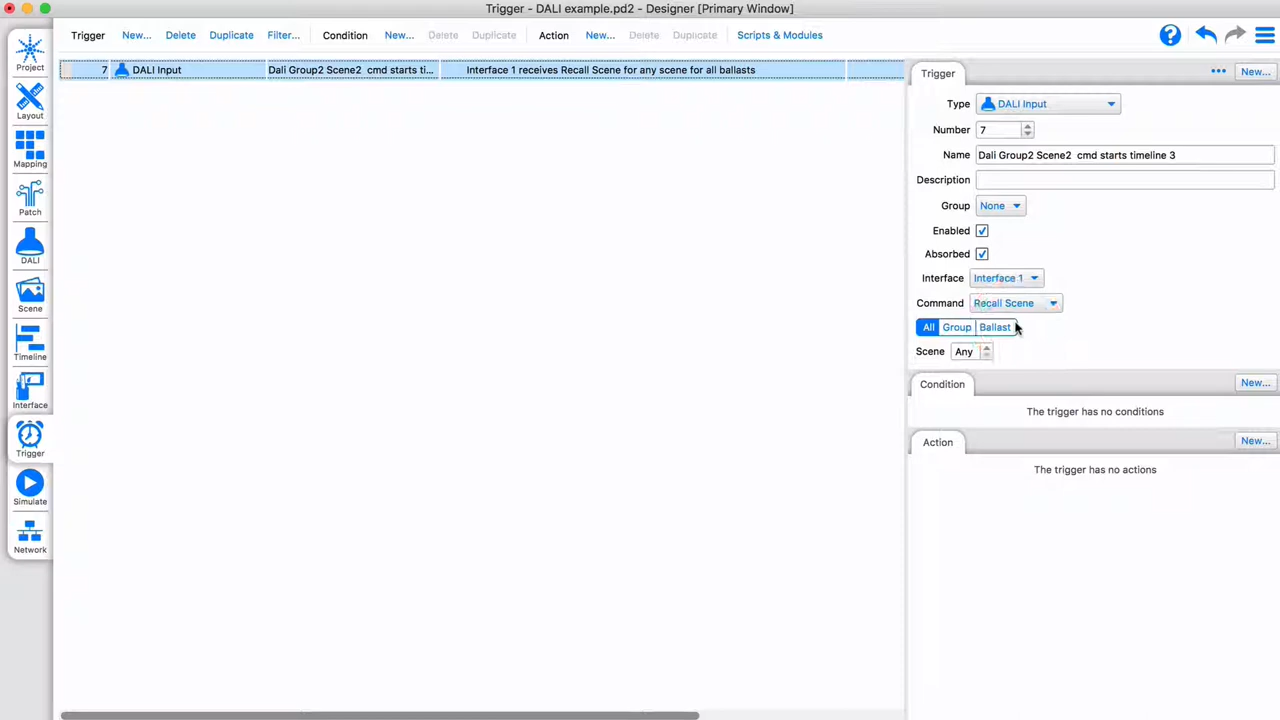 Trigger - DALI example.pd2 - Designer [Primary Window]
Trigger New... Delete Duplicate Filter... Condition New... Delete Duplicate Action New... Delete Duplicate Scripts & Modules
7 DALI Input Dali Group2 Scene2  cmd starts ti... Interface 1 receives Recall Scene for any scene for all ballasts
Project
Layout
Mapping
Patch
DALI
Scene
Timeline
Interface
Trigger
Simulate
Network
Trigger ••• New...
Type DALI Input
Number 7
Name Dali Group2 Scene2  cmd starts timeline 3
Description
Group None
Enabled
Absorbed
Interface Interface 1
Command Recall Scene
All Group Ballast
Scene Any
Condition New...
The trigger has no conditions
Action New...
The trigger has no actions